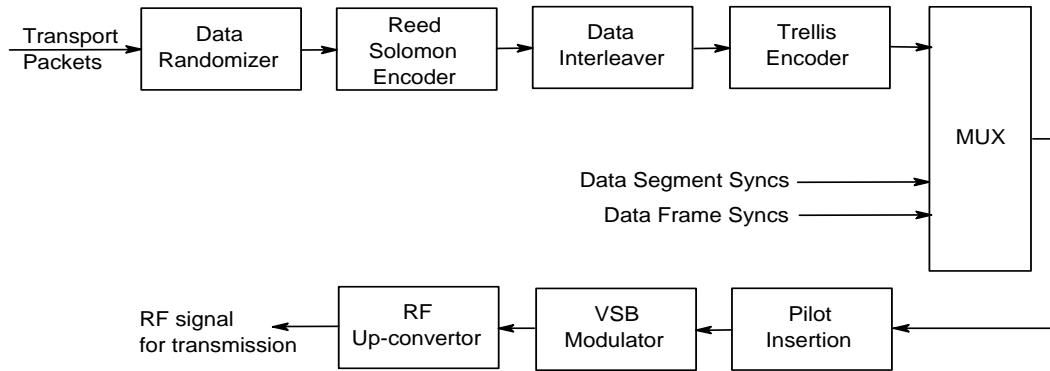 Transport
Packets
Data
Randomizer
Reed
Solomon
Encoder
Data
Interleaver
Trellis
Encoder
MUX
Data Segment Syncs
Data Frame Syncs
RF signal
for transmission
RF
Up-convertor
VSB
Modulator
Pilot
Insertion